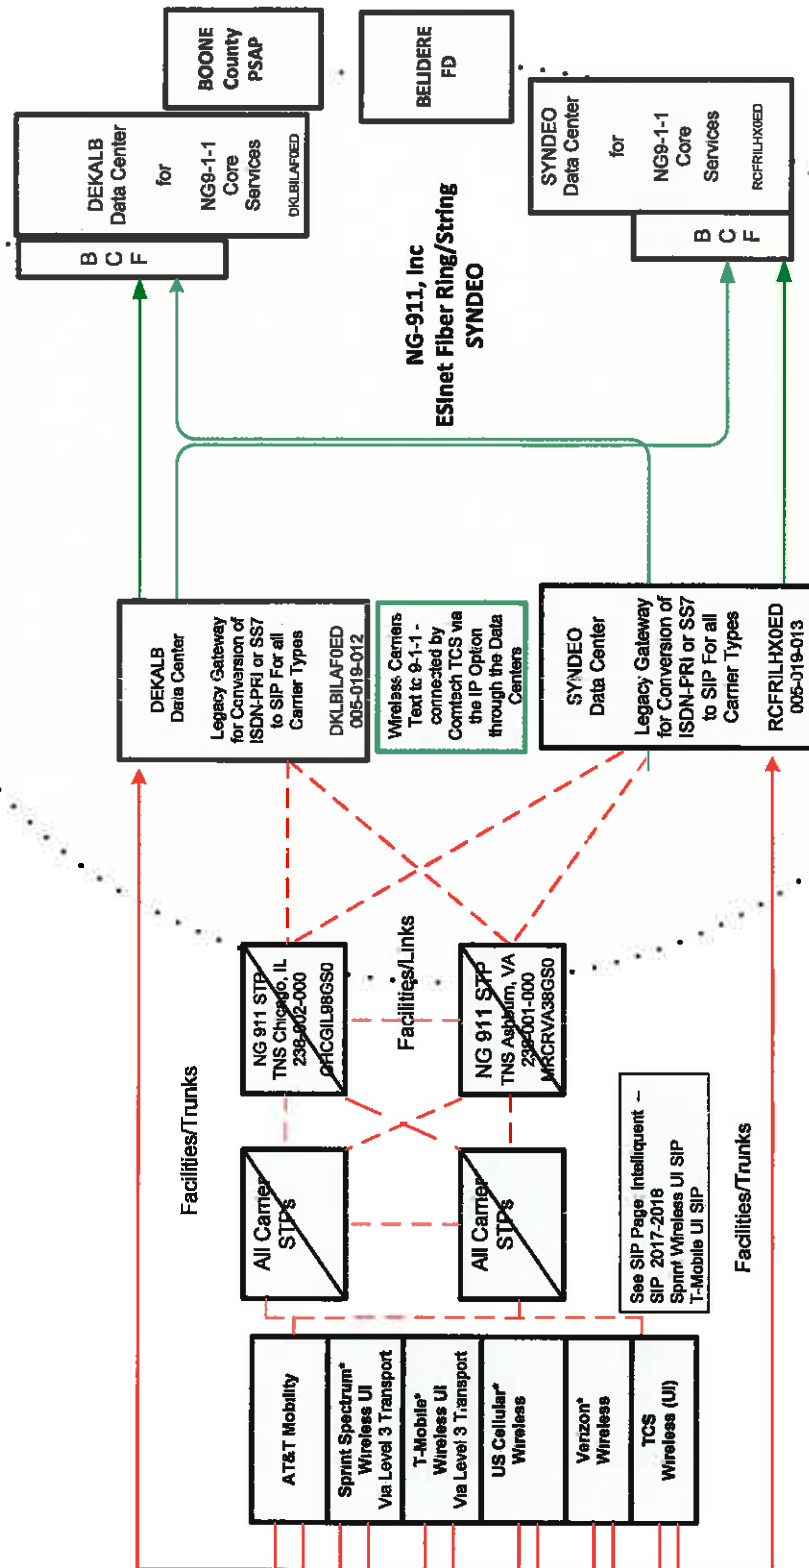 AT&T Mobility
Sprint Spectrum*
Wireless UI
Via Level 3 Transport
T-Mobile*
Wireless UI
Via Level 3 Transport
US Cellular*
Wireless
Verizon*
Wireless
TCS
Wireless (UI)
Facilities/Trunks
All Carrier
STPs
All Carrier
STPs
See SIP Page: Intelliquent –
SIP 2017-2018
Sprint Wireless UI SIP
T-Mobile UI SIP
Facilities/Trunks
NG 911 STP
TNS Chicago, IL
238-002-000
CHCGIL98GS0
Facilities/Links
NG 911 STP
TNS Ashburn, VA
238-001-000
MRCRVA38GS0
DEKALB
Data Center
Legacy Gateway
for Conversion of
ISDN-PRI or SS7
to SIP For all
Carrier Types
DKLBILAF0ED
005-019-012
Wireless Carriers
Text to 9-1-1 -
connected by
Comtech TCS via
the IP Option
through the Data
Centers
SYNDEO
Data Center
Legacy Gateway
for Conversion of
ISDN-PRI or SS7
to SIP For all
Carrier Types
RCFRILHX0ED
005-019-013
NG-911, Inc
ESInet Fiber Ring/String
SYNDEO
B
C
F
DEKALB
Data Center
for
NG9-1-1
Core
Services
DKLBILAF0ED
BOONE
County
PSAP
BELIDERE
FD
B
C
F
SYNDEO
Data Center
for
NG9-1-1
Core
Services
RCFRILHX0ED